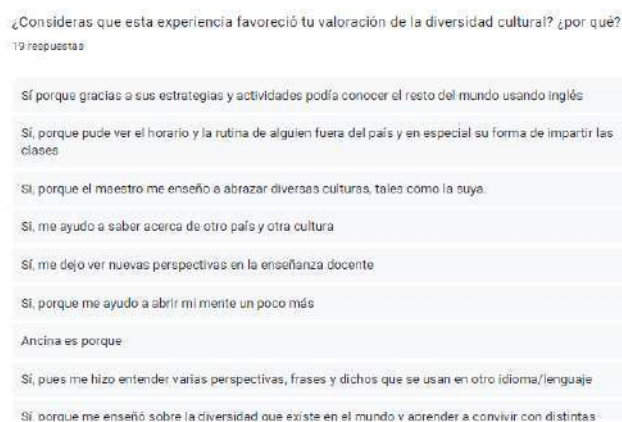 ¿Consideras que esta experiencia favoreció tu valoración de la diversidad cultural? ¿por qué?
19 respuestas
Sí porque gracias a sus estrategias y actividades podía conocer el resto del mundo usando inglés
Sí, porque pude ver el horario y la rutina de alguien fuera del país y en especial su forma de impartir las
clases
Si, porque el maestro me enseño a abrazar diversas culturas, tales como la suya.
Si, me ayudo a saber acerca de otro país y otra cultura
Sí, me dejo ver nuevas perspectivas en la enseñanza docente
Si, porque me ayudo a abrir mi mente un poco más
Ancina es porque
Sí, pues me hizo entender varias perspectivas, frases y dichos que se usan en otro idioma/lenguaje
Sí, porque me enseñó sobre la diversidad que existe en el mundo y aprender a convivir con distintas